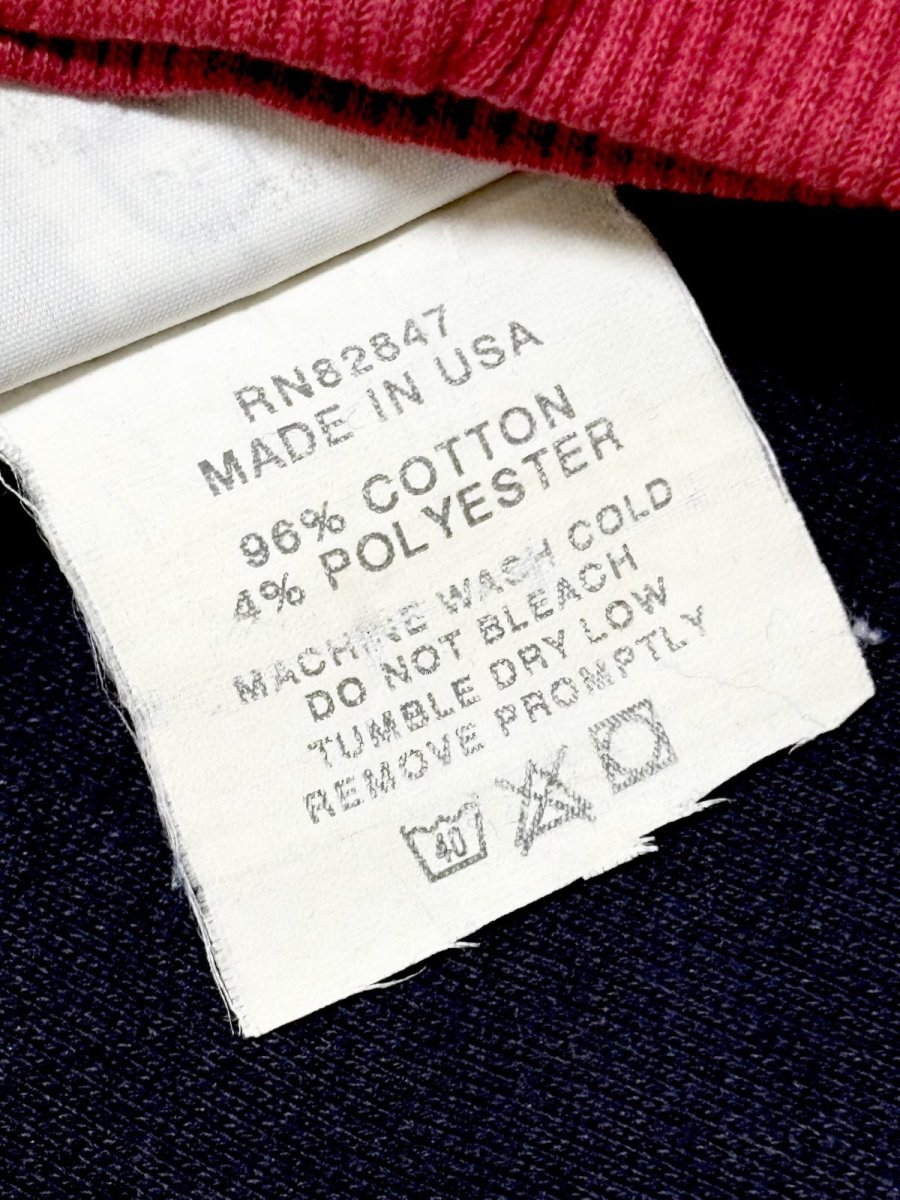 RN82847
MADE IN USA
96% COTTON
4% POLYESTER
MACHINE WASH COLD
DO NOT BLEACH
TUMBLE DRY LOW
REMOVE PROMPTLY
40